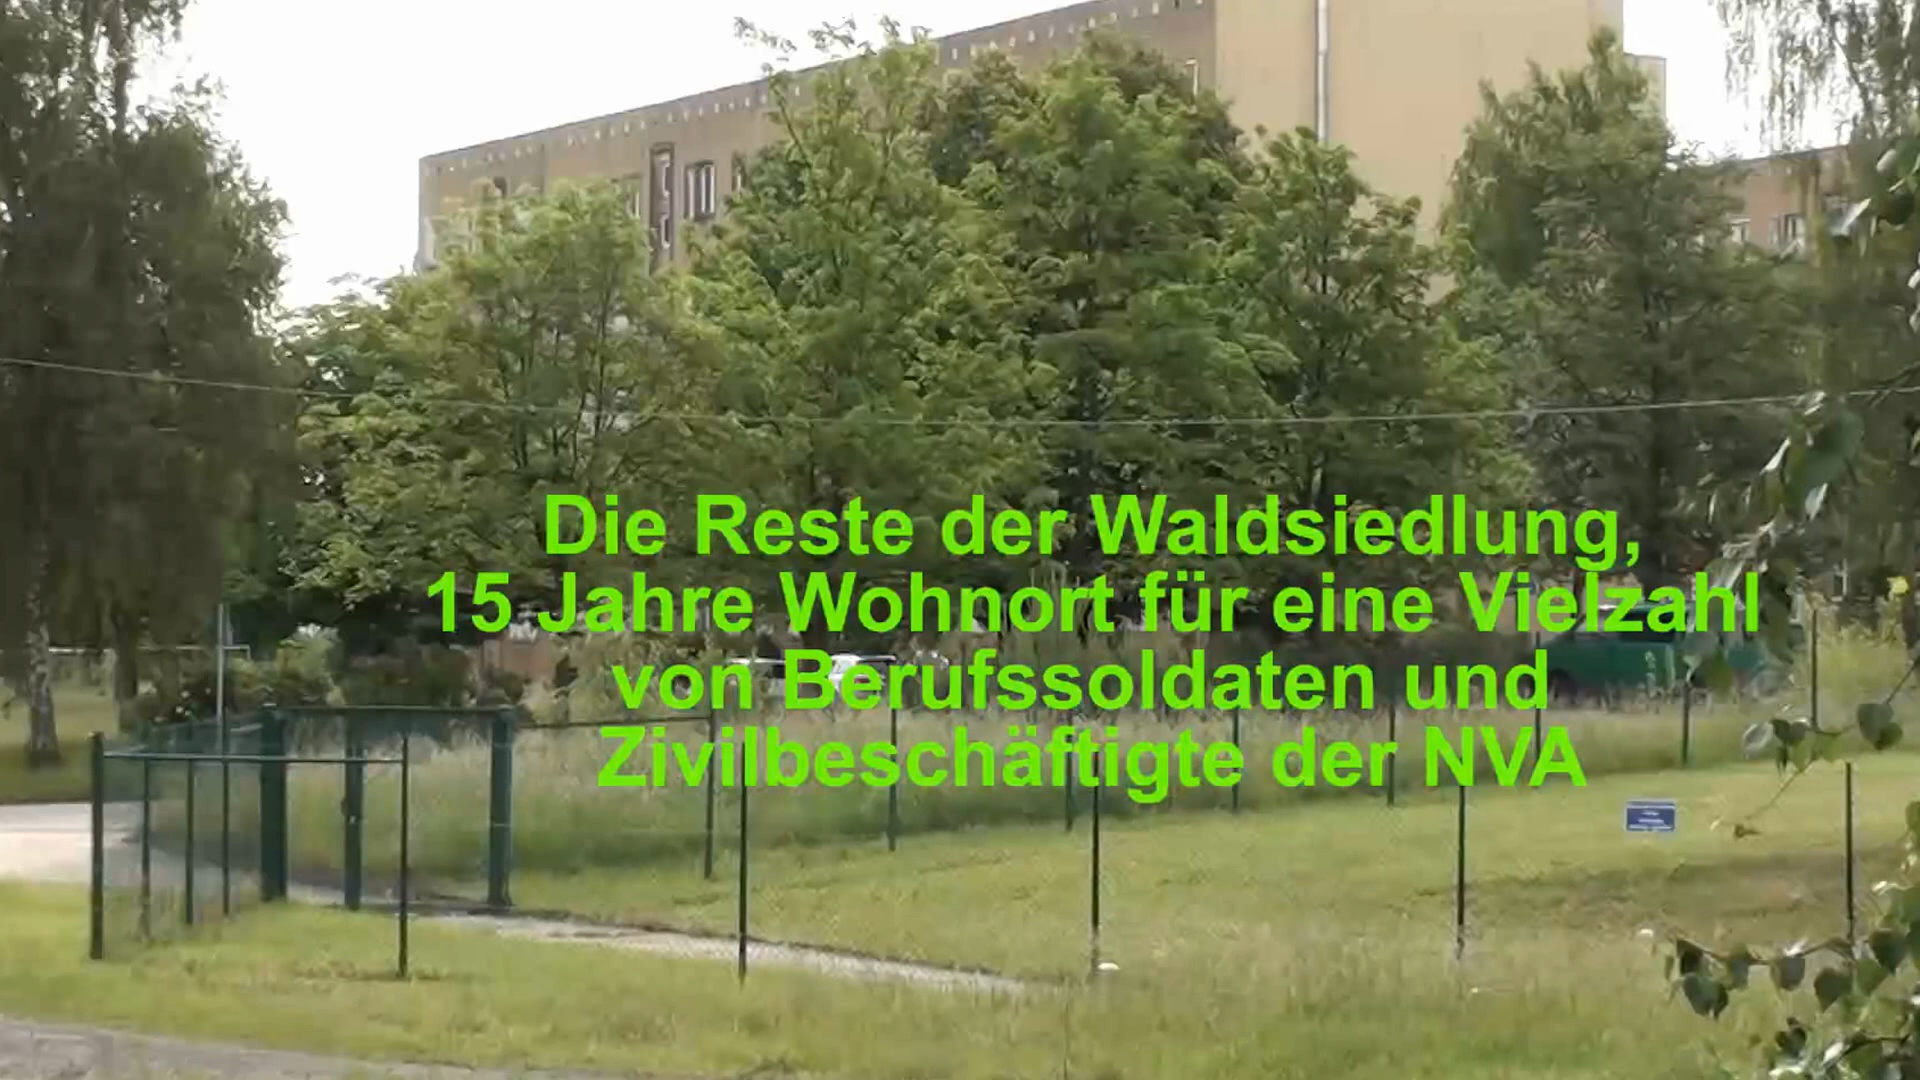 Die Reste der Waldsiedlung,
15 Jahre Wohnort für eine Vielzahl
von Berufssoldaten und
Zivilbeschäftigte der NVA